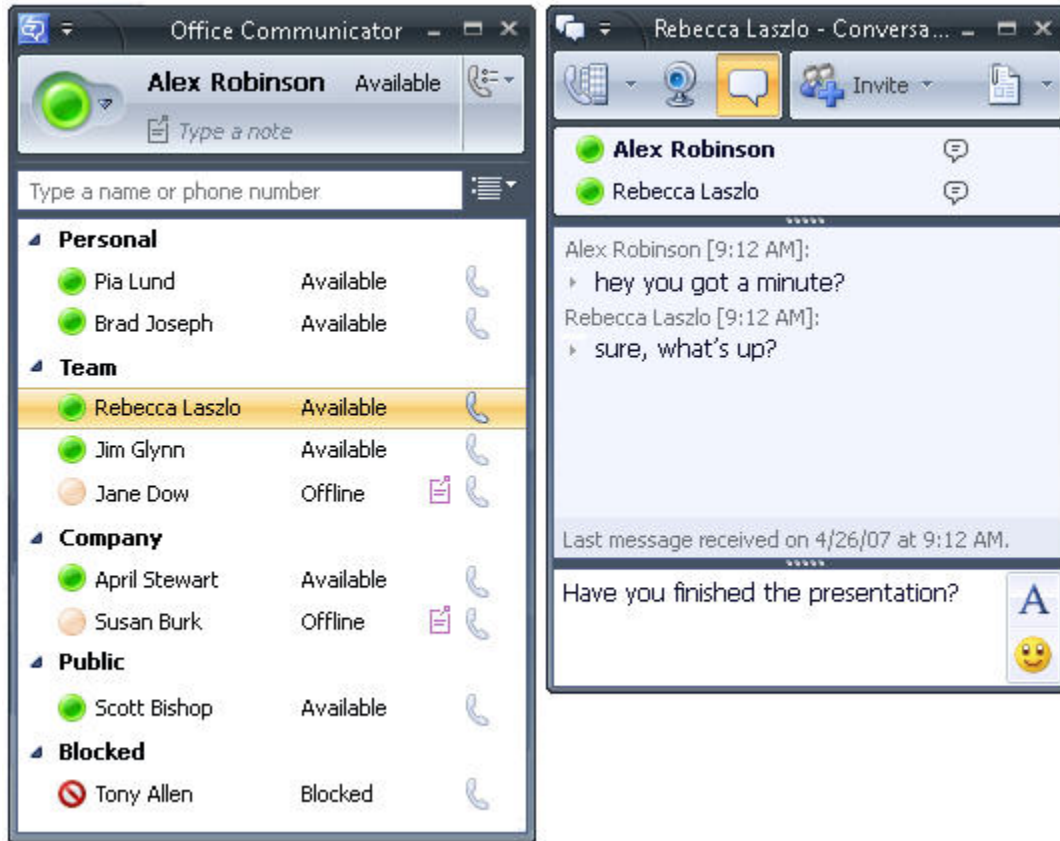 Office Communicator
Alex Robinson Available
Type a note
Type a name or phone number
Personal
Pia Lund Available
Brad Joseph Available
Team
Rebecca Laszlo Available
Jim Glynn Available
Jane Dow Offline
Company
April Stewart Available
Susan Burk Offline
Public
Scott Bishop Available
Blocked
Tony Allen Blocked
Rebecca Laszlo - Conversa...
Invite
Alex Robinson
Rebecca Laszlo
Alex Robinson [9:12 AM]:
hey you got a minute?
Rebecca Laszlo [9:12 AM]:
sure, what's up?
Last message received on 4/26/07 at 9:12 AM.
Have you finished the presentation?
A